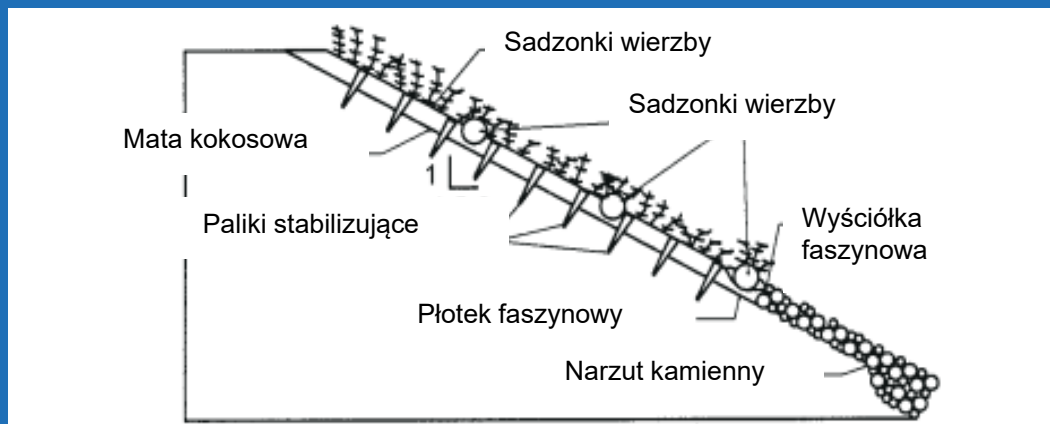 Sadzonki wierzby
Sadzonki wierzby
Mata kokosowa
1
Paliki stabilizujące
Wyściółka
faszynowa
Płotek faszynowy
Narzut kamienny